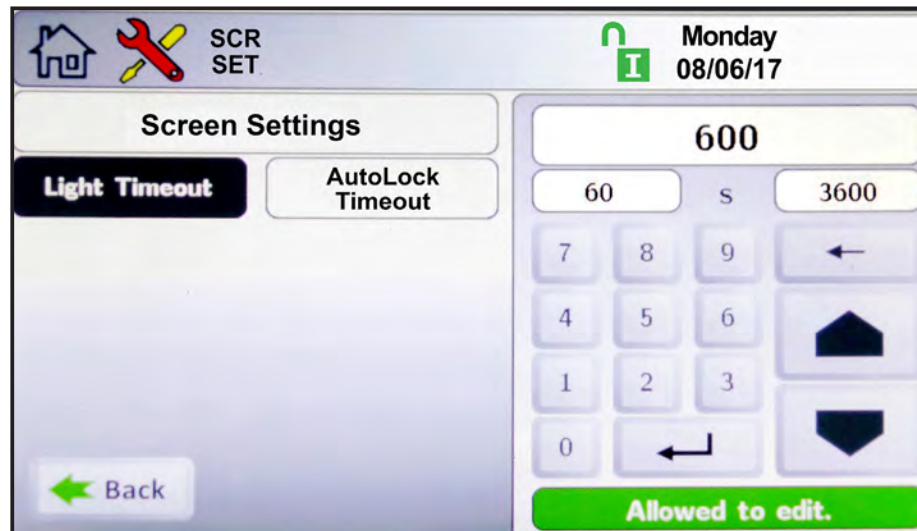 SCR
SET
I
Monday
08/06/17
Screen Settings
Light Timeout
AutoLock
Timeout
600
60 s 3600
7 8 9
4 5 6
1 2 3
0
Back
Allowed to edit.